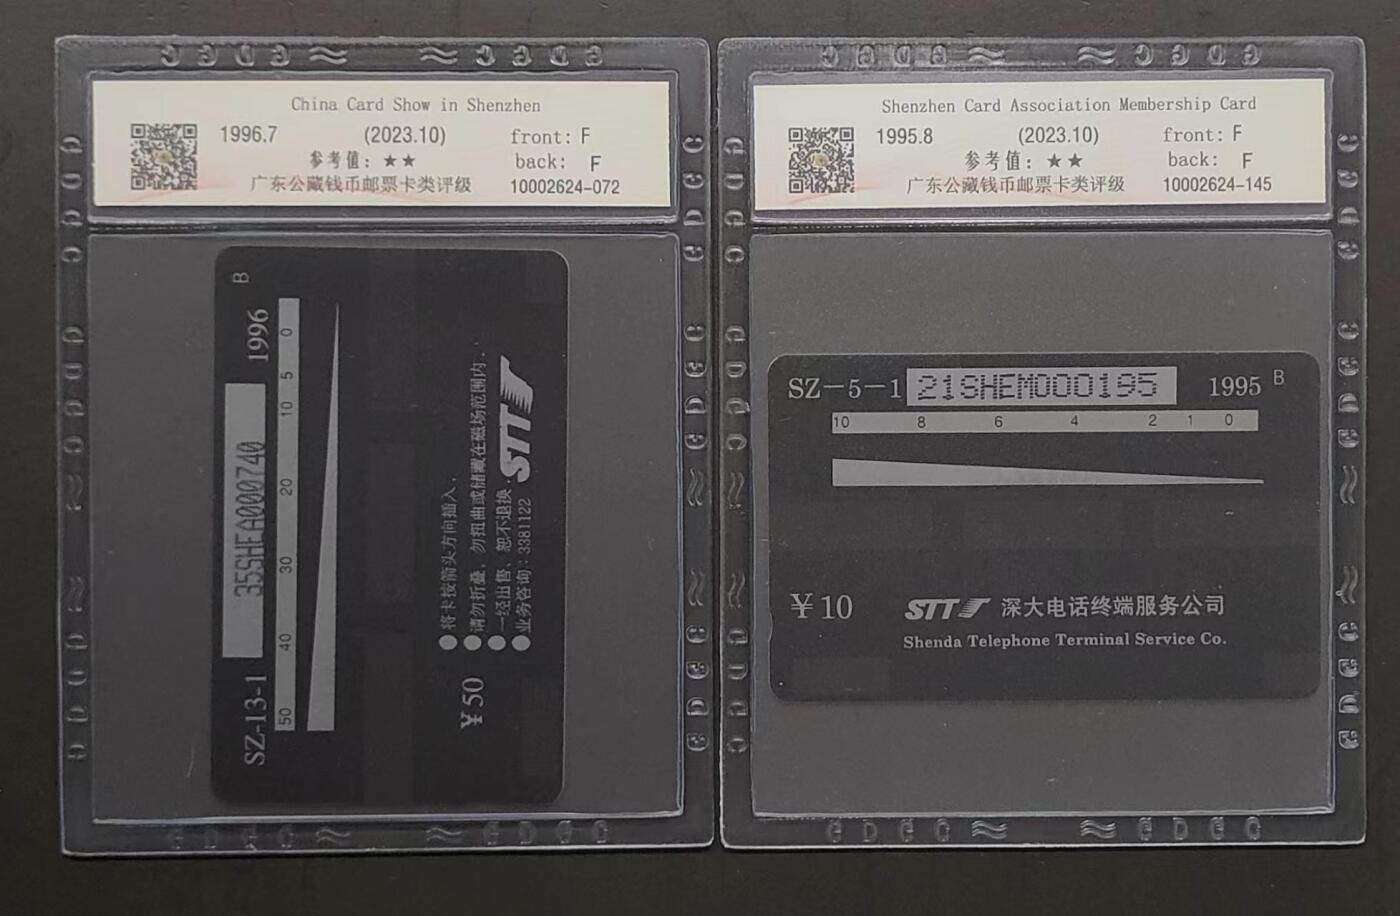 China Card Show in Shenzhen
1996.7 (2023.10) front: F
参考值: ★★ back: F
广东公藏钱币邮票卡类评级 10002624-072
SZ-13-1 35SHEA000740 1996 B
50 40 30 20 10 5 0
¥50
●将卡按箭头方向插入.
●请勿折叠. 勿扭曲或储藏在磁场范围内.
●一经出售, 恕不退换.
●业务咨询: 3381122
STT
Shenzhen Card Association Membership Card
1995.8 (2023.10) front: F
参考值: ★★ back: F
广东公藏钱币邮票卡类评级 10002624-145
SZ-5-1 21SHEM000195 1995 B
10 8 6 4 2 1 0
¥10 STT 深大电话终端服务公司
Shenda Telephone Terminal Service Co.